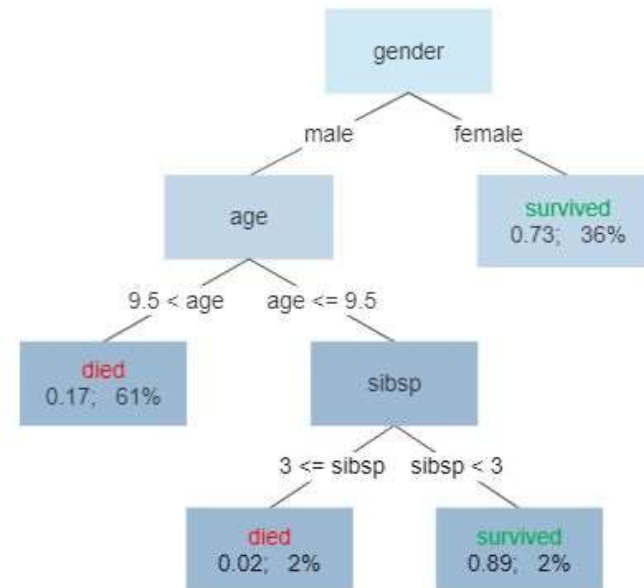 gender
male
female
age
survived
0.73; 36%
9.5 < age
age <= 9.5
died
0.17; 61%
sibsp
3 <= sibsp
sibsp < 3
died
0.02; 2%
survived
0.89; 2%